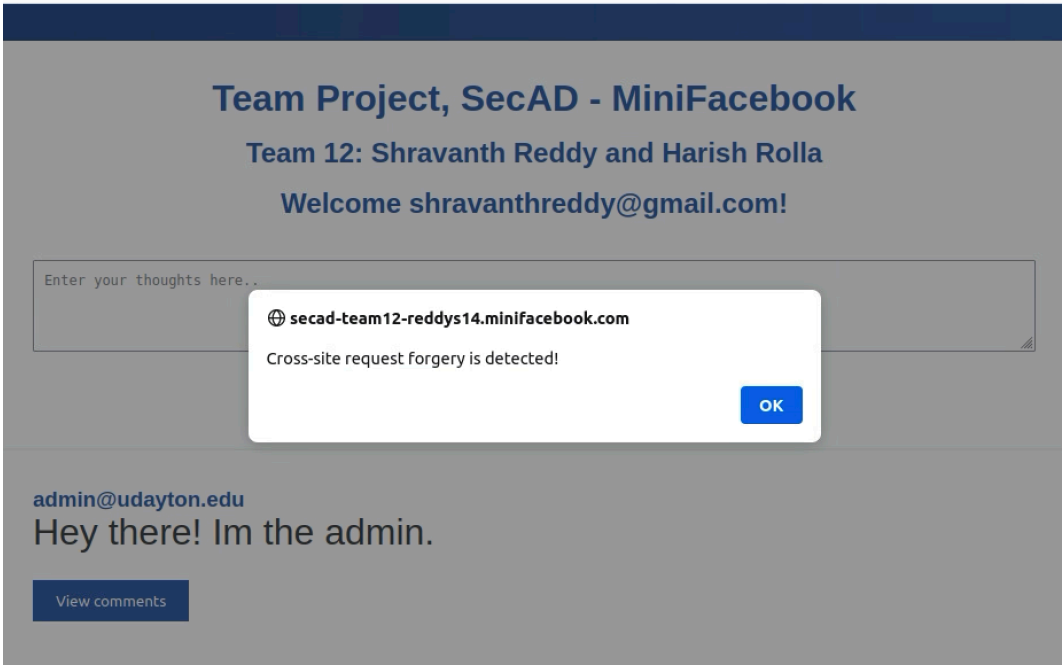 Team Project, SecAD - MiniFacebook
Team 12: Shravanth Reddy and Harish Rolla
Welcome shravanthreddy@gmail.com!
Enter your thoughts here..
secad-team12-reddys14.minifacebook.com
Cross-site request forgery is detected!
OK
admin@udayton.edu
Hey there! Im the admin.
View comments